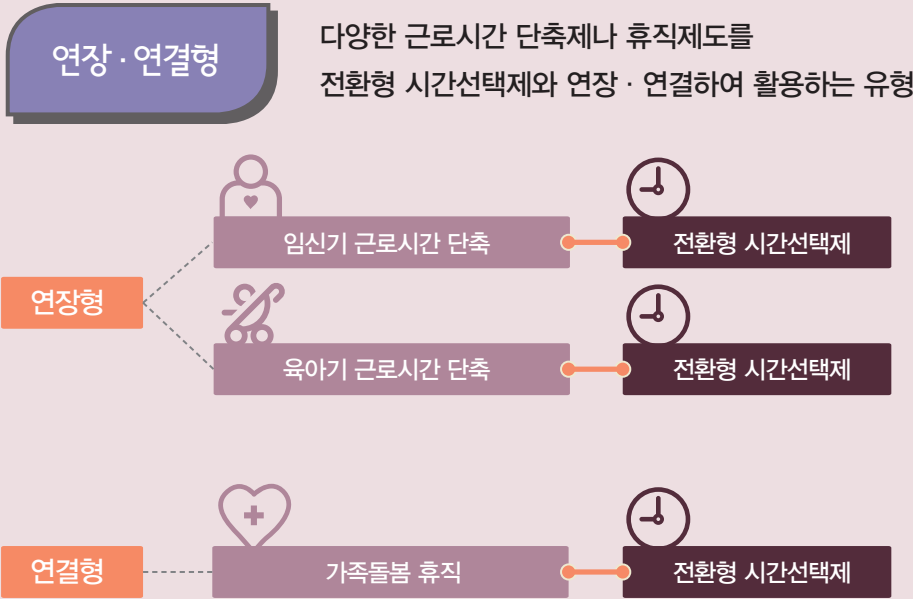 연장 · 연결형
다양한 근로시간 단축제나 휴직제도를
전환형 시간선택제와 연장 · 연결하여 활용하는 유형
임신기 근로시간 단축
전환형 시간선택제
연장형
육아기 근로시간 단축
전환형 시간선택제
연결형
가족돌봄 휴직
전환형 시간선택제